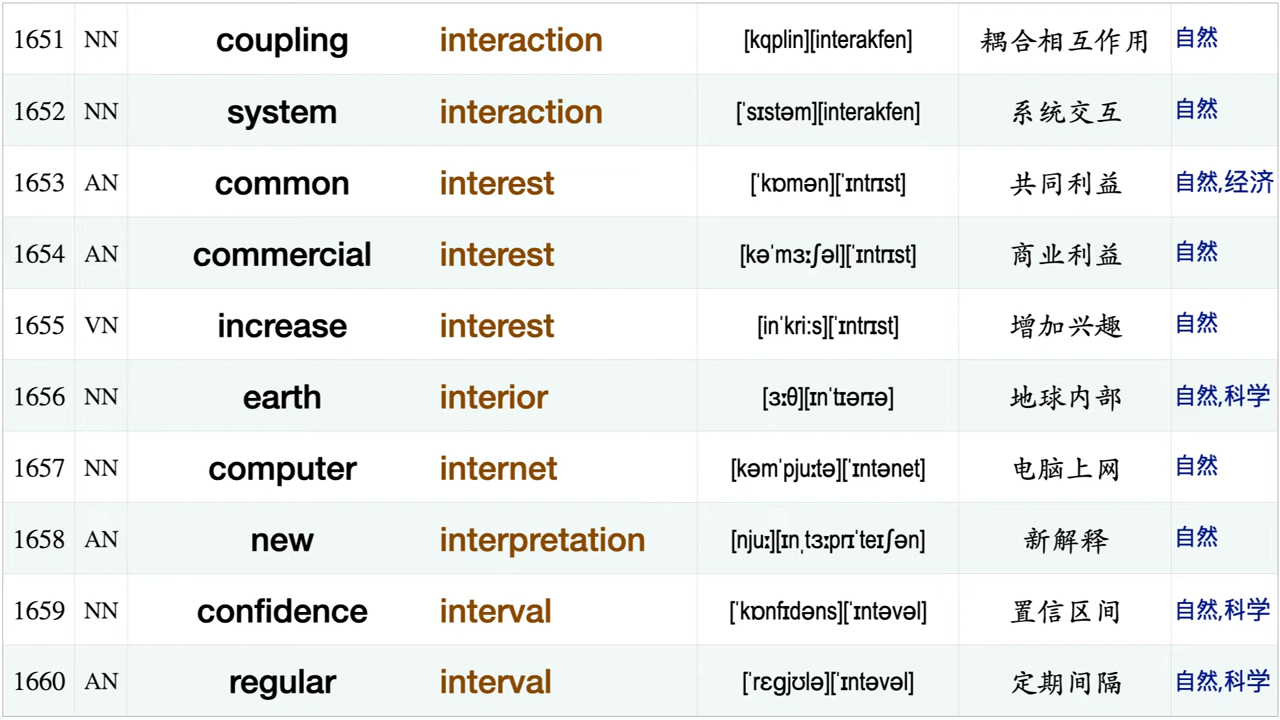 1651 NN coupling interaction [kqplin][interakfen] 耦合相互作用 自然
1652 NN system interaction [ˈsɪstəm][interakfen] 系统交互 自然
1653 AN common interest [ˈkɒmən][ˈɪntrɪst] 共同利益 自然,经济
1654 AN commercial interest [kəˈmɜːʃəl][ˈɪntrɪst] 商业利益 自然
1655 VN increase interest [inˈkri:s][ˈɪntrɪst] 增加兴趣 自然
1656 NN earth interior [ɜːθ][ɪnˈtɪərɪə] 地球内部 自然,科学
1657 NN computer internet [kəmˈpjuːtə][ˈɪntənet] 电脑上网 自然
1658 AN new interpretation [njuː][ɪnˌtɜːprɪˈteɪʃən] 新解释 自然
1659 NN confidence interval [ˈkɒnfɪdəns][ˈɪntəvəl] 置信区间 自然,科学
1660 AN regular interval [ˈrɛgjʊlə][ˈɪntəvəl] 定期间隔 自然,科学